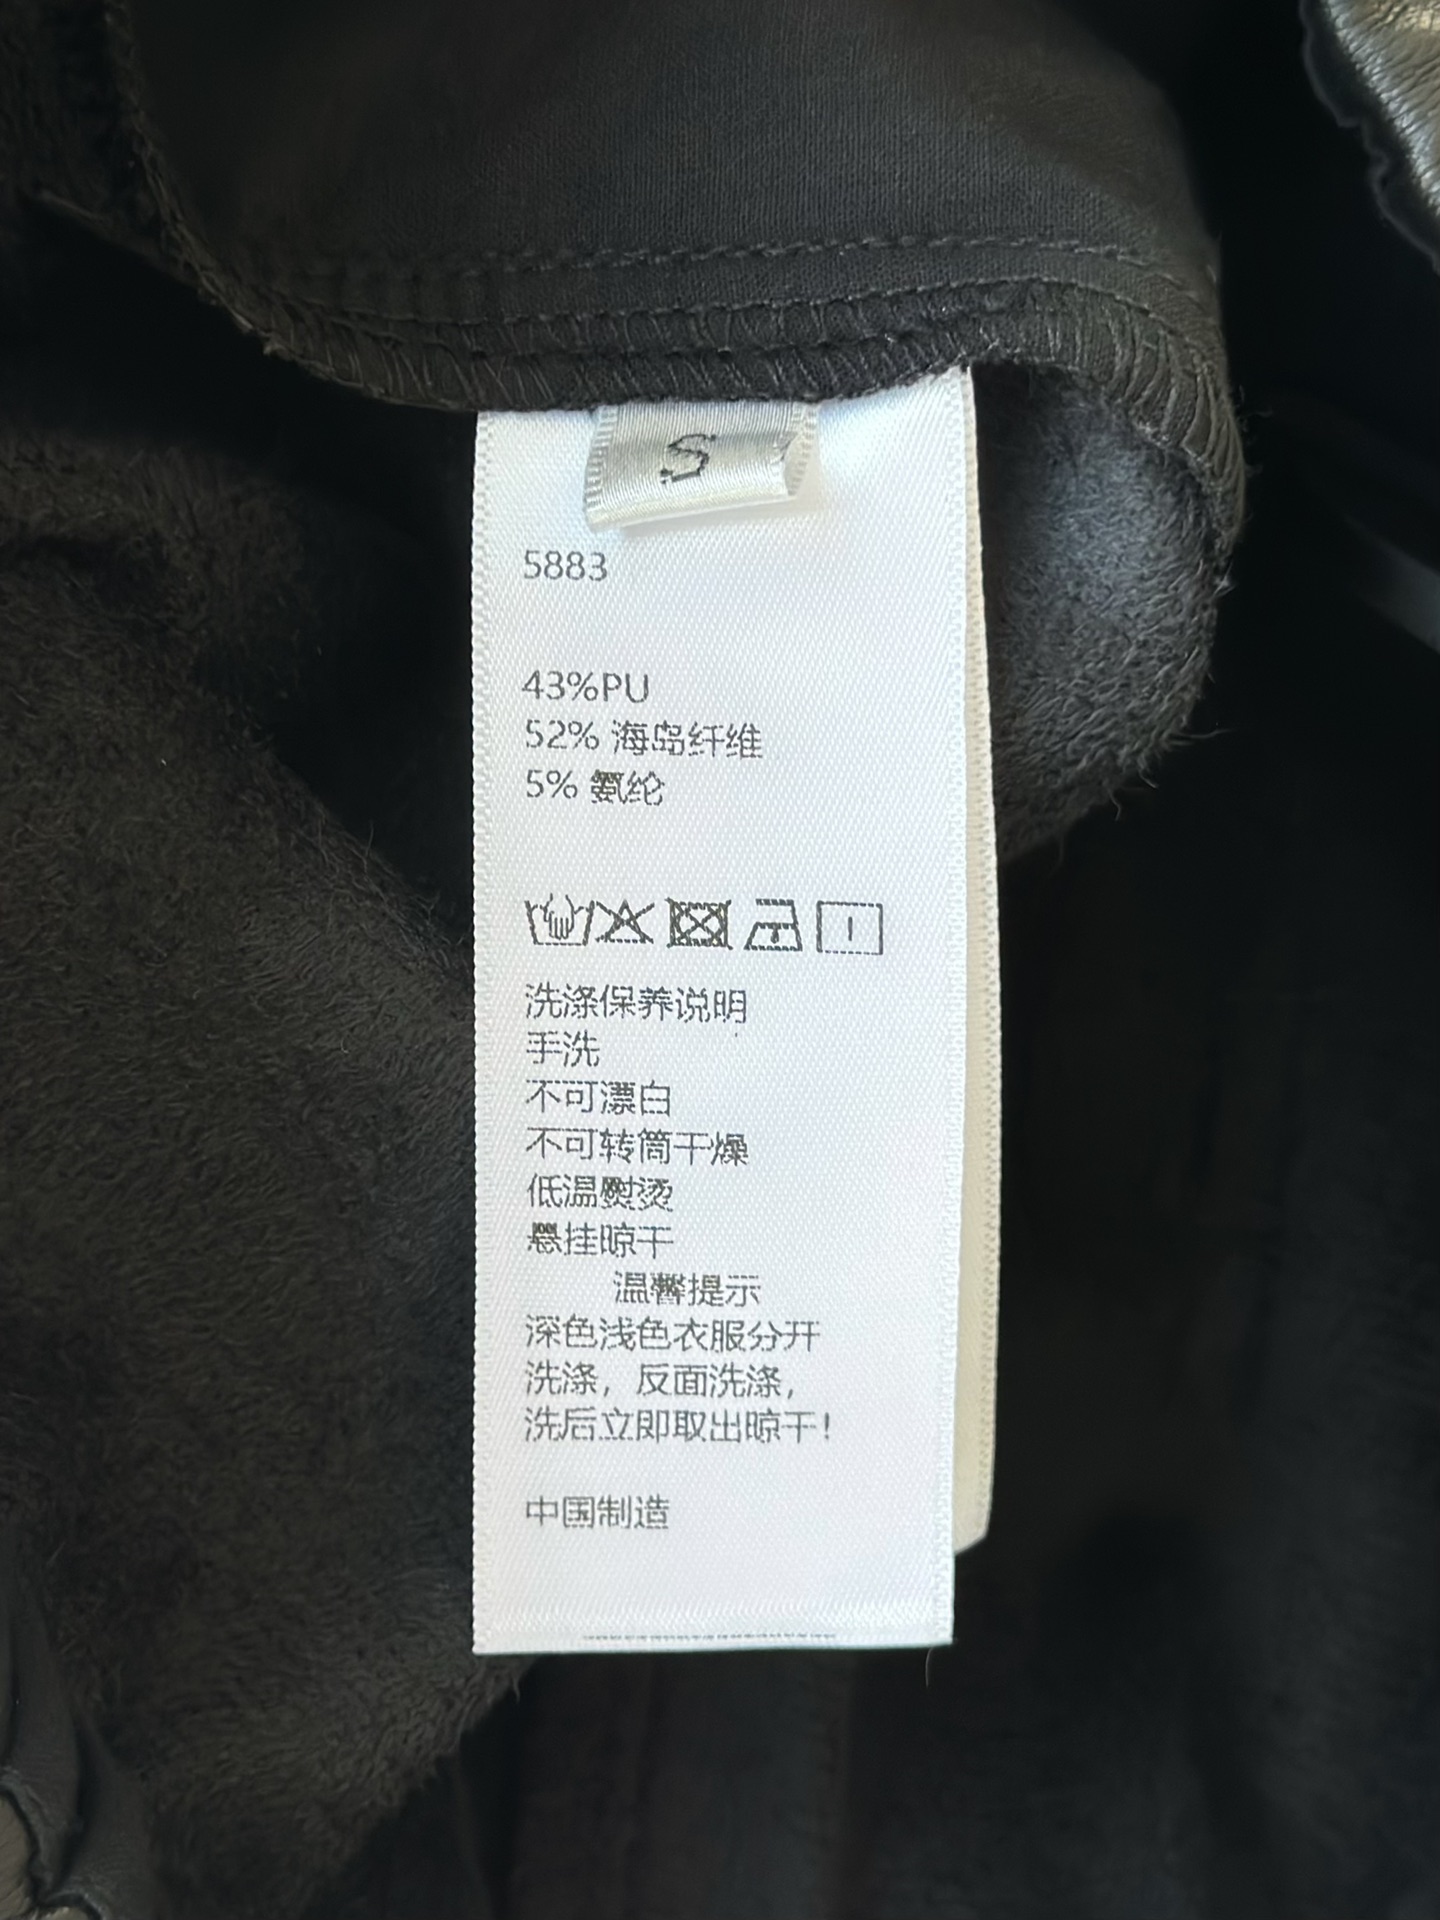 S
5883
43%PU
52% 海岛纤维
5% 氨纶
洗涤保养说明
手洗
不可漂白
不可转筒干燥
低温熨烫
悬挂晾干
温馨提示
深色浅色衣服分开
洗涤，反面洗涤，
洗后立即取出晾干！
中国制造